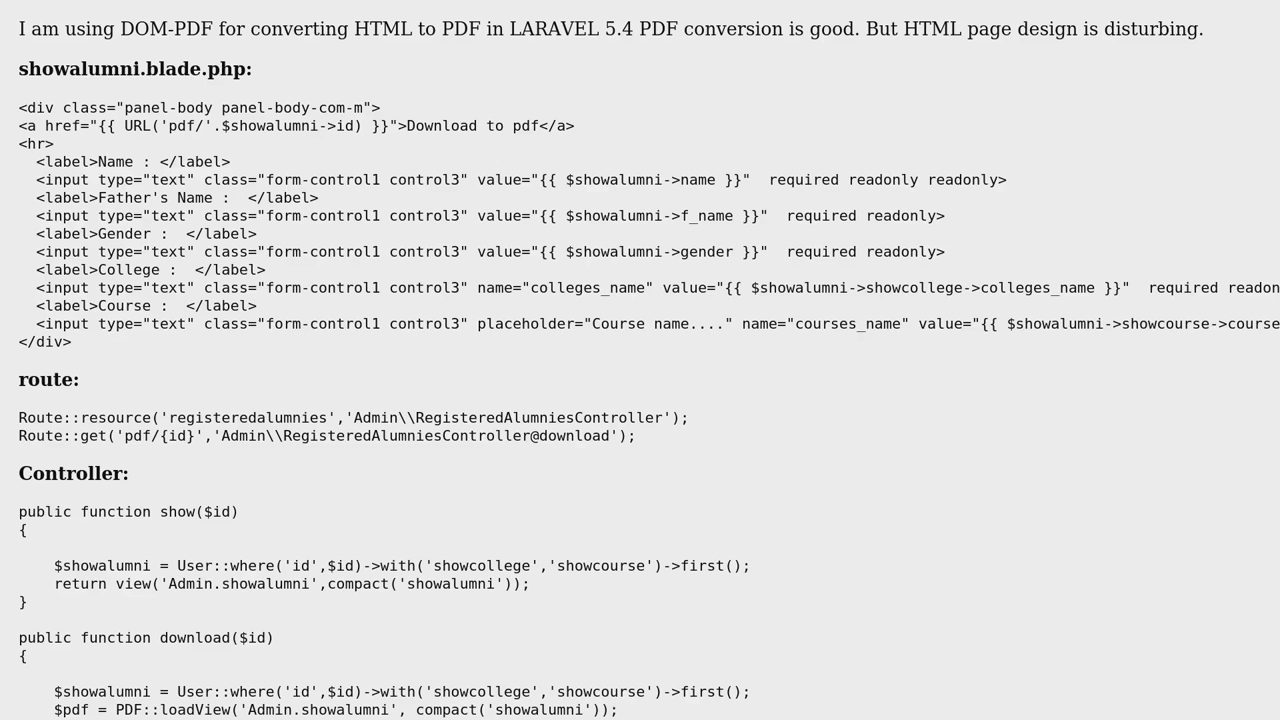 I am using DOM-PDF for converting HTML to PDF in LARAVEL 5.4 PDF conversion is good. But HTML page design is disturbing.
showalumni.blade.php:
<div class="panel-body panel-body-com-m">
<a href="{{ URL('pdf/'.$showalumni->id) }}">Download to pdf</a>
<hr>
  <label>Name : </label>
  <input type="text" class="form-control1 control3" value="{{ $showalumni->name }}"  required readonly readonly>
  <label>Father's Name :  </label>
  <input type="text" class="form-control1 control3" value="{{ $showalumni->f_name }}"  required readonly>
  <label>Gender :  </label>
  <input type="text" class="form-control1 control3" value="{{ $showalumni->gender }}"  required readonly>
  <label>College :  </label>
  <input type="text" class="form-control1 control3" name="colleges_name" value="{{ $showalumni->showcollege->colleges_name }}"  required readon
  <label>Course :  </label>
  <input type="text" class="form-control1 control3" placeholder="Course name...." name="courses_name" value="{{ $showalumni->showcourse->course
</div>
route:
Route::resource('registeredalumnies','Admin\\RegisteredAlumniesController');
Route::get('pdf/{id}','Admin\\RegisteredAlumniesController@download');
Controller:
public function show($id)
{
    $showalumni = User::where('id',$id)->with('showcollege','showcourse')->first();
    return view('Admin.showalumni',compact('showalumni'));
}
public function download($id)
{
    $showalumni = User::where('id',$id)->with('showcollege','showcourse')->first();
    $pdf = PDF::loadView('Admin.showalumni', compact('showalumni'));